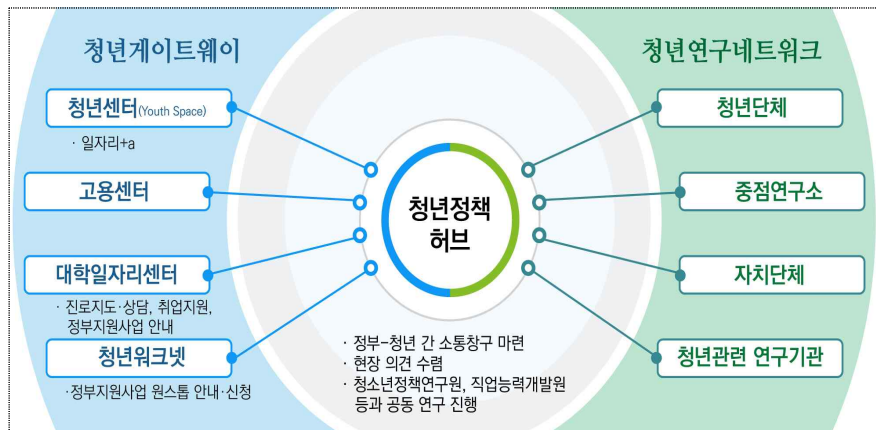 청년게이트웨이
청년센터(Youth Space)
· 일자리+a
고용센터
대학일자리센터
· 진로지도·상담, 취업지원,
정부지원사업 안내
청년워크넷
·정부지원사업 원스톱 안내·신청
청년정책
허브
· 정부-청년 간 소통창구 마련
· 현장 의견 수렴
· 청소년정책연구원, 직업능력개발원
등과 공동 연구 진행
청년연구네트워크
청년단체
중점연구소
자치단체
청년관련 연구기관